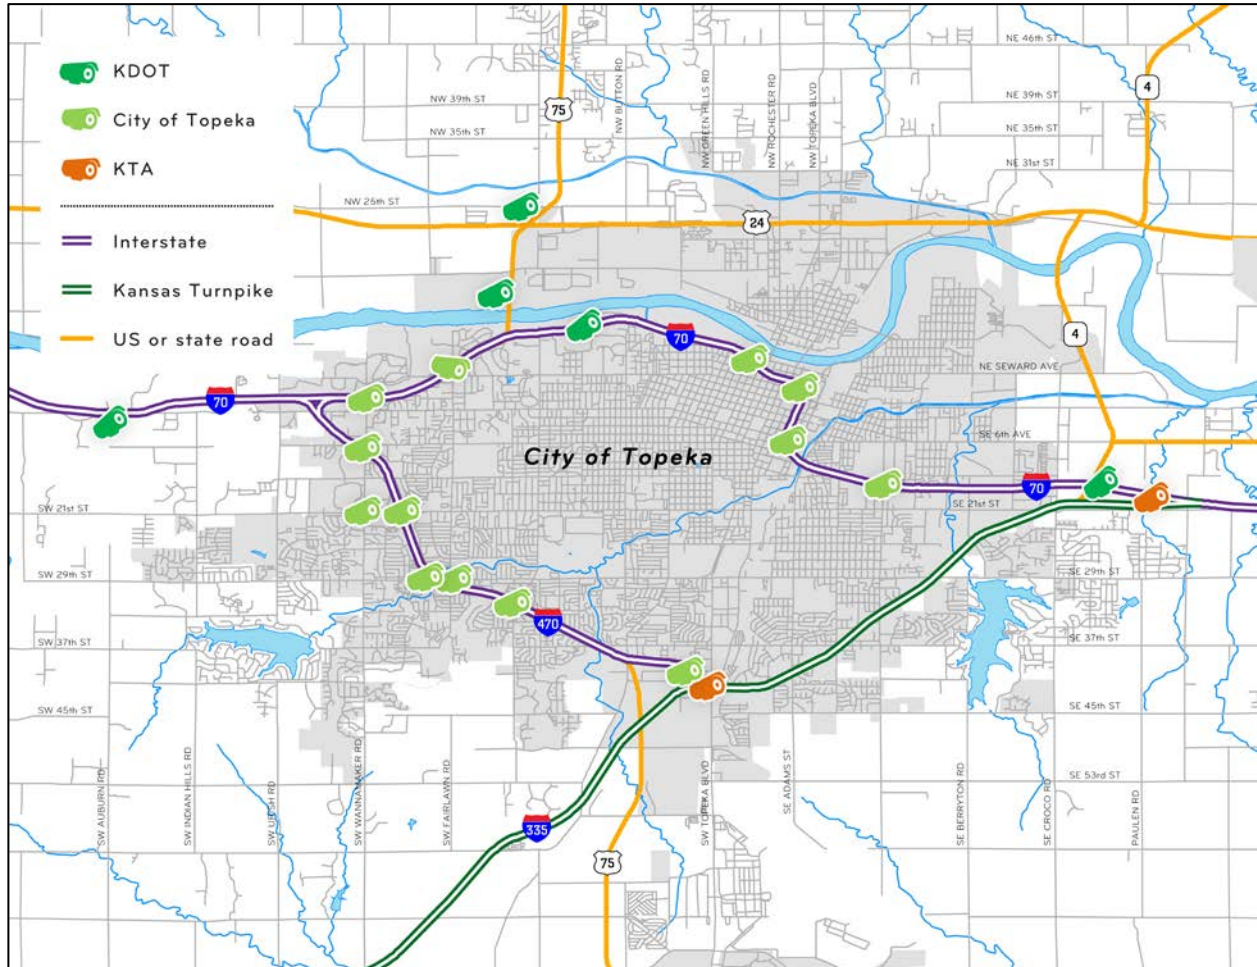 KDOT
City of Topeka
KTA
Interstate
Kansas Turnpike
US or state road
NE 46th ST
4
NW BUTTON RD
NW GREEN HILLS RD
NW ROCHESTER RD
NW TOPEKA BLVD
NW 39th ST
75
NE 39th ST
NW 35th ST
NE 35th ST
NE 31st ST
NW 25th ST
24
4
70
NE SEWARD AVE
70
SE 6th AVE
City of Topeka
70
SW 21st ST
SE 21st ST
SW 29th ST
SE 29th ST
470
SW 37th ST
SE 37th ST
SW 45th ST
SE 45th ST
SE 53rd ST
SW AUBURN RD
SW INDIAN HILLS RD
SW URISH RD
SW WANNAMAKER RD
SW FAIRLAWN RD
335
75
SW TOPEKA BLVD
SE ADAMS ST
SE BERRYTON RD
SE CROCO RD
PAULEN RD